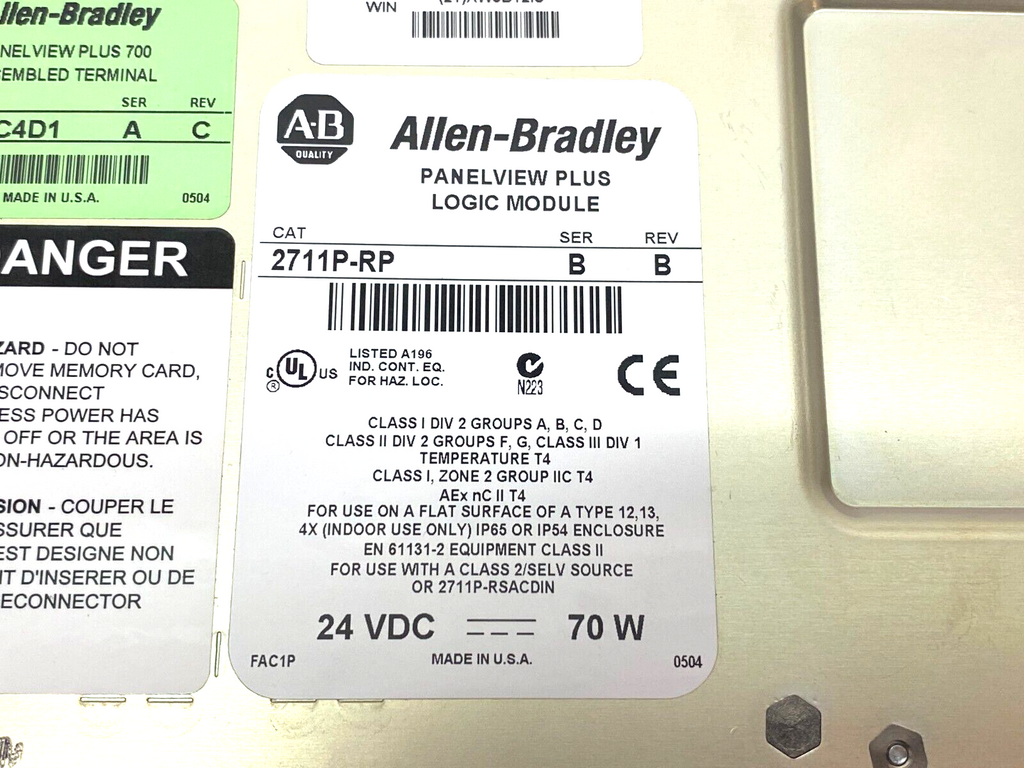 Allen-Bradley
PLUS 700
TERMINAL
SER REV
C4D1 A C
MADE IN U.S.A. 0504
WIN
A-B
QUALITY
Allen-Bradley
PANELVIEW PLUS
LOGIC MODULE
CAT SER REV
2711P-RP B B
c UL US
R
LISTED A196
IND. CONT. EQ.
FOR HAZ. LOC.
N223
CE
CLASS I DIV 2 GROUPS A, B, C, D
CLASS II DIV 2 GROUPS F, G, CLASS III DIV 1
TEMPERATURE T4
CLASS I, ZONE 2 GROUP IIC T4
AEx nC II T4
FOR USE ON A FLAT SURFACE OF A TYPE 12,13,
4X (INDOOR USE ONLY) IP65 OR IP54 ENCLOSURE
EN 61131-2 EQUIPMENT CLASS II
FOR USE WITH A CLASS 2/SELV SOURCE
OR 2711P-RSACDIN
24 VDC 70 W
FAC1P MADE IN U.S.A. 0504
ANGER
ZARD - DO NOT
MOVE MEMORY CARD,
SCONNECT
ESS POWER HAS
OFF OR THE AREA IS
ON-HAZARDOUS.
SION - COUPER LE
SSURER QUE
EST DESIGNE NON
T D'INSERER OU DE
ECONNECTOR